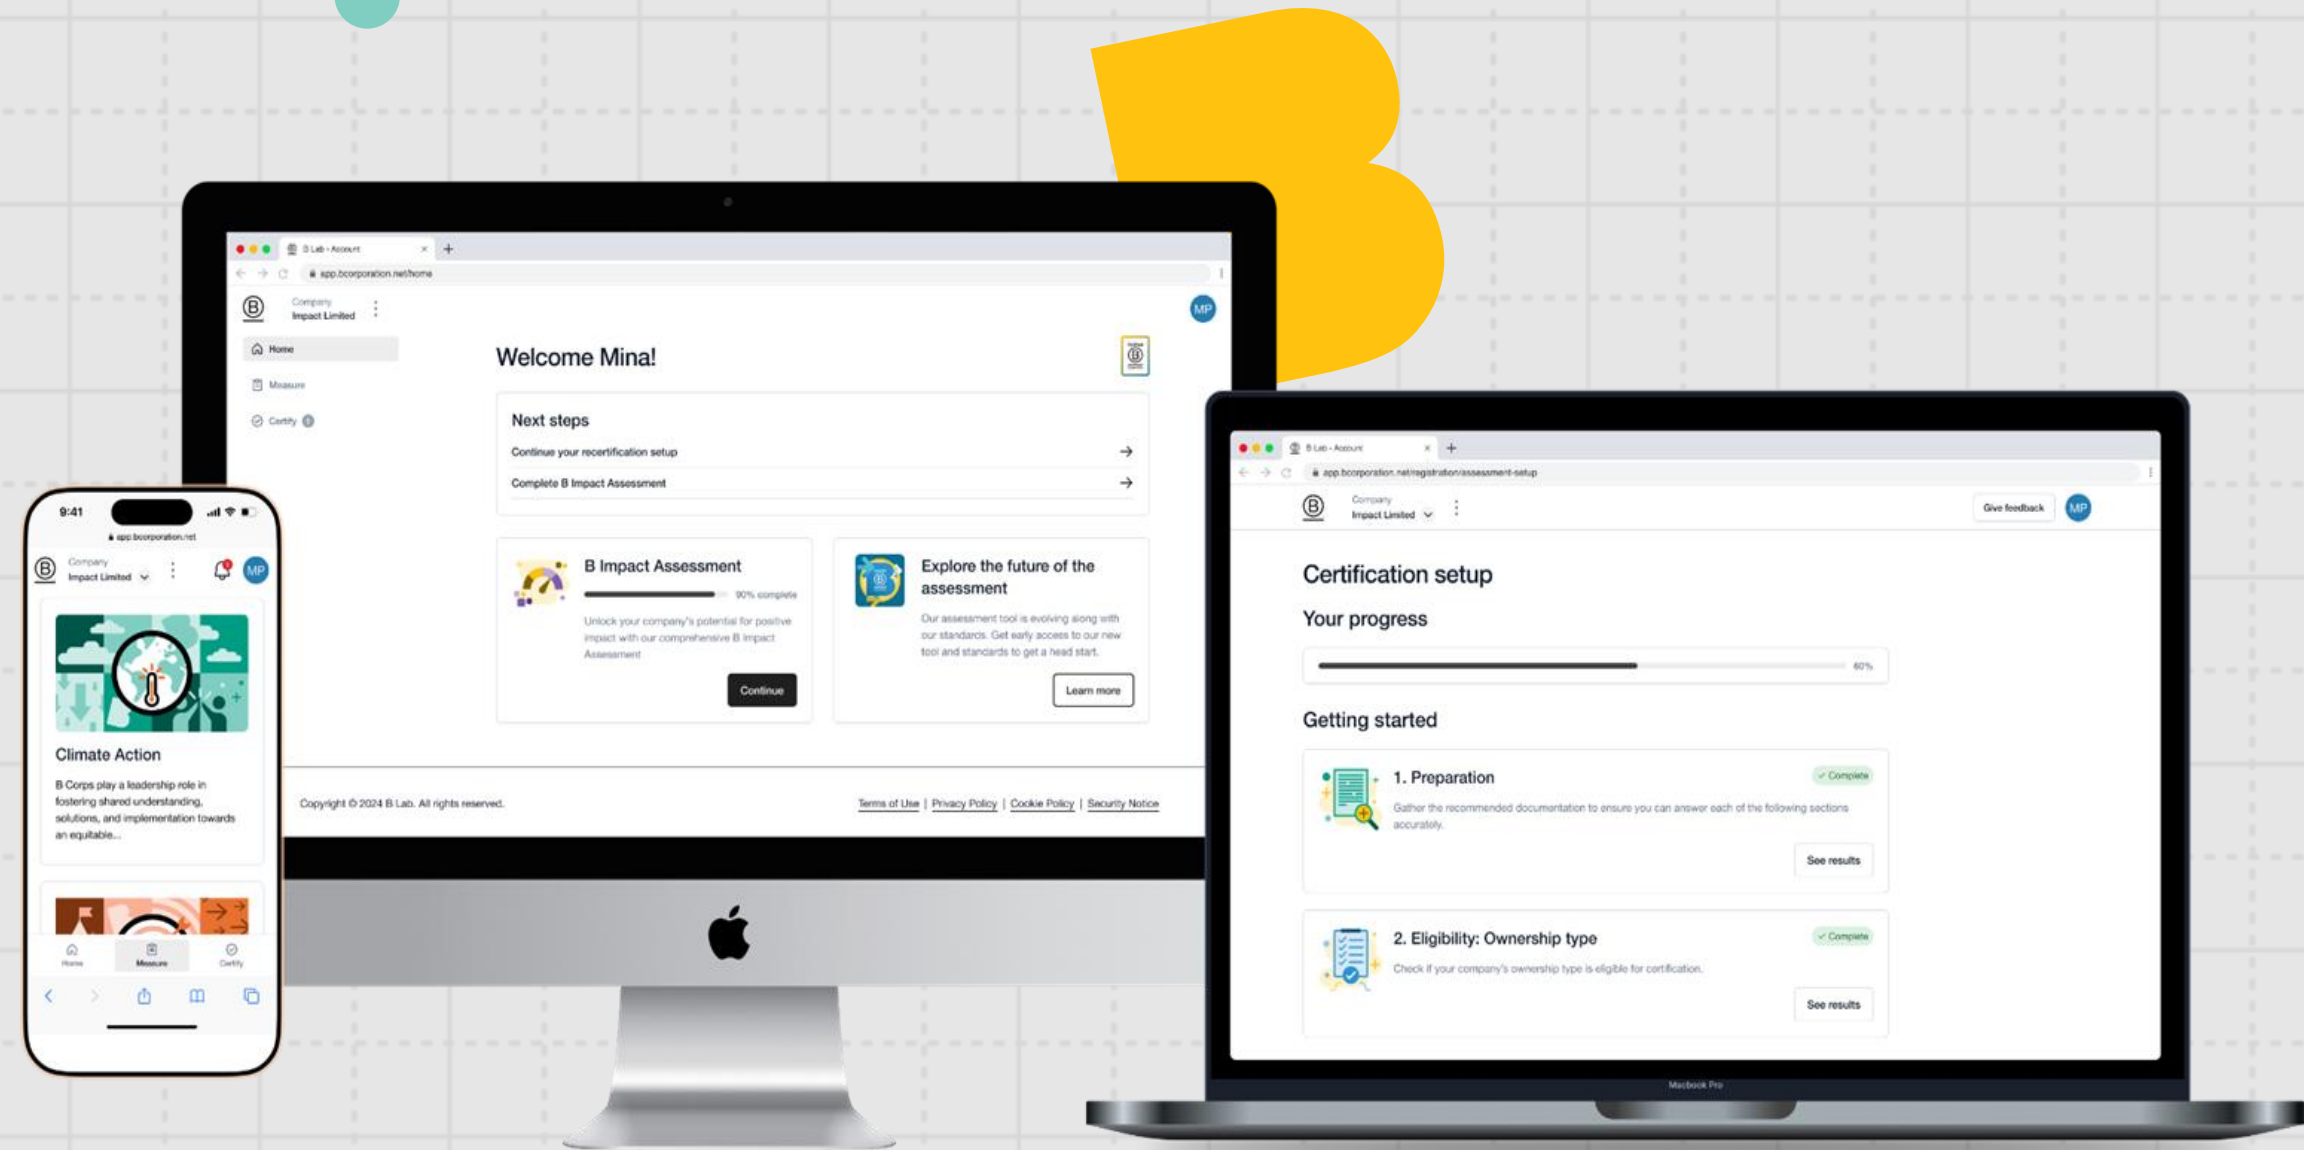 B Lab - Account
app.bcorporation.net/home
B
Company
Impact Limited
MP
Home
Measure
Certify
Welcome Mina!
B
Next steps
Continue your recertification setup
Complete B Impact Assessment
B Impact Assessment
90% complete
Unlock your company's potential for positive
impact with our comprehensive B Impact
Assessment
Continue
Explore the future of the
assessment
Our assessment tool is evolving along with
our standards. Get early access to our new
tool and standards to get a head start.
Learn more
Copyright © 2024 B Lab. All rights reserved.
Terms of Use | Privacy Policy | Cookie Policy | Security Notice
9:41
app.bcorporation.net
B
Company
Impact Limited
MP
Climate Action
B Corps play a leadership role in
fostering shared understanding,
solutions, and implementation towards
an equitable...
Home
Measure
Certify
B Lab - Account
app.bcorporation.net/registration/assessment-setup
B
Company
Impact Limited
Give feedback
MP
Certification setup
Your progress
60%
Getting started
1. Preparation
Complete
Gather the recommended documentation to ensure you can answer each of the following sections
accurately.
See results
2. Eligibility: Ownership type
Complete
Check if your company's ownership type is eligible for certification.
See results
Macbook Pro